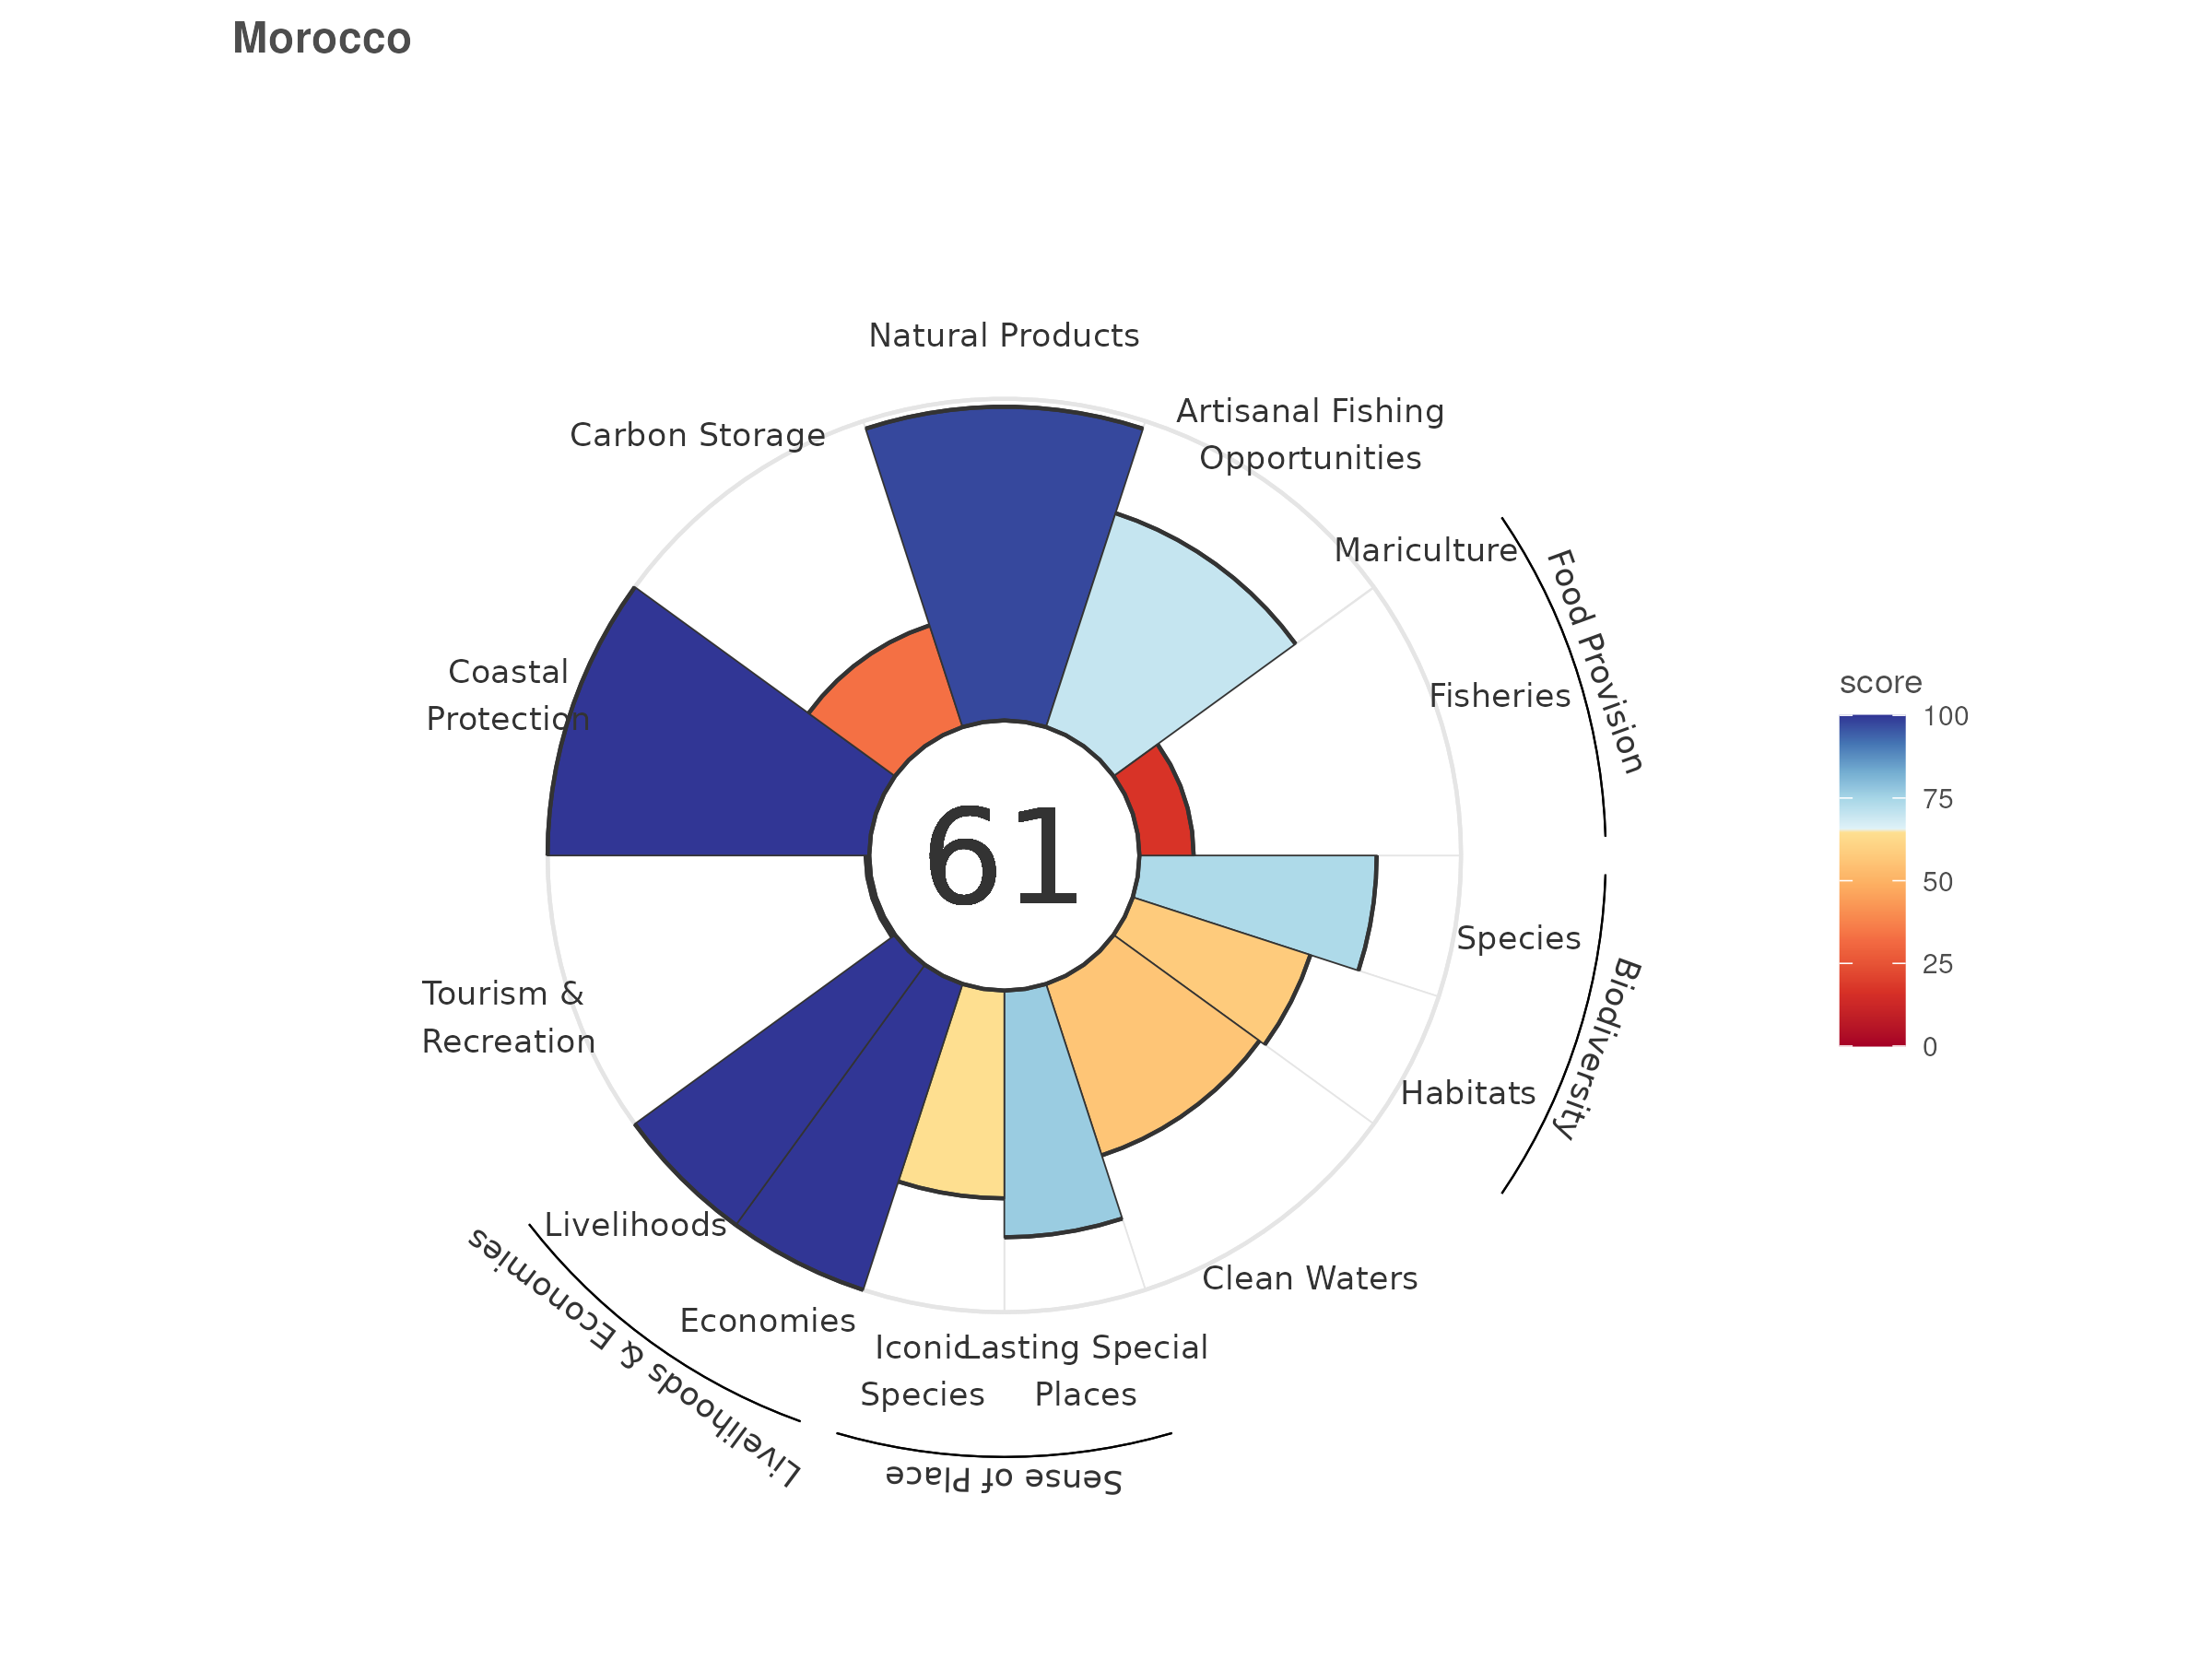 Morocco
Natural Products
Artisanal Fishing
Opportunities
Carbon Storage
Mariculture
Food Provision
Fisheries
Coastal
Protection
score
100
75
50
25
0
61
Species
Biodiversity
Habitats
Tourism &
Recreation
Livelihoods
Clean Waters
Economies
Livelihoods & Economies
Iconic
Species
Lasting Special
Places
Sense of Place